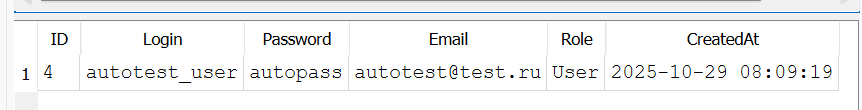 ID Login Password Email Role CreatedAt
1 4 autotest_user autopass autotest@test.ru User 2025-10-29 08:09:19